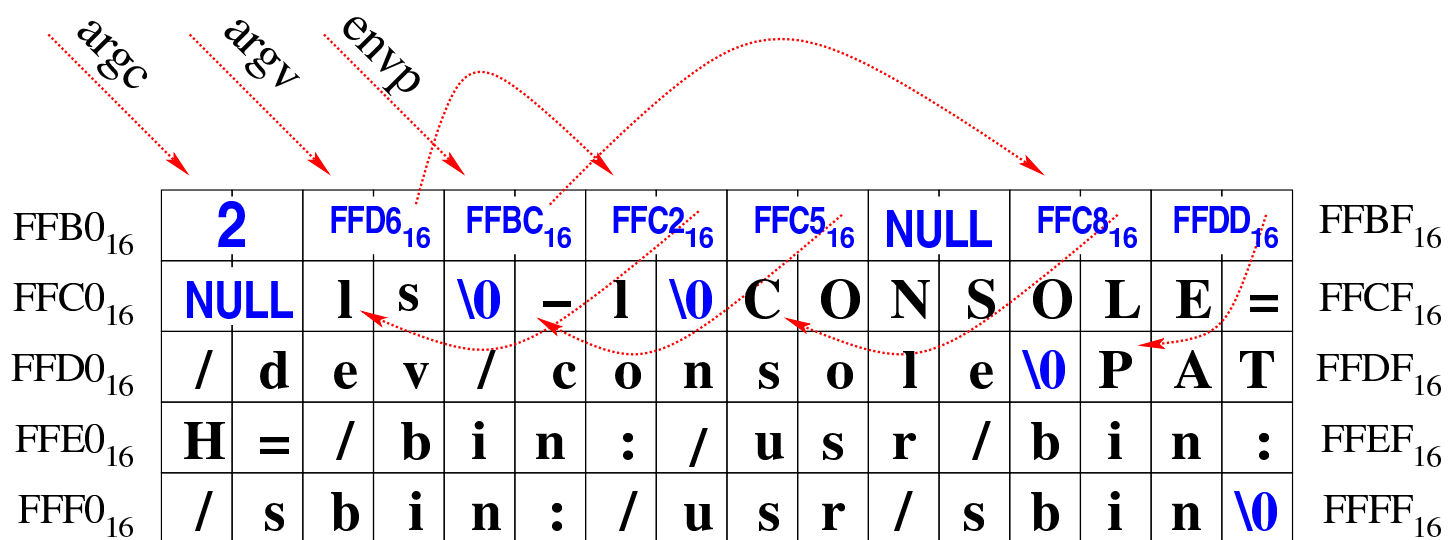 argc argv envp
FFB0₁₆ 2 FFD6₁₆ FFBC₁₆ FFC2₁₆ FFC5₁₆ NULL FFC8₁₆ FFDD₁₆ FFBF₁₆
FFC0₁₆ NULL l s \0 – l \0 C O N S O L E = FFCF₁₆
FFD0₁₆ / d e v / c o n s o l e \0 P A T FFDF₁₆
FFE0₁₆ H = / b i n : / u s r / b i n : FFEF₁₆
FFF0₁₆ / s b i n : / u s r / s b i n \0 FFFF₁₆